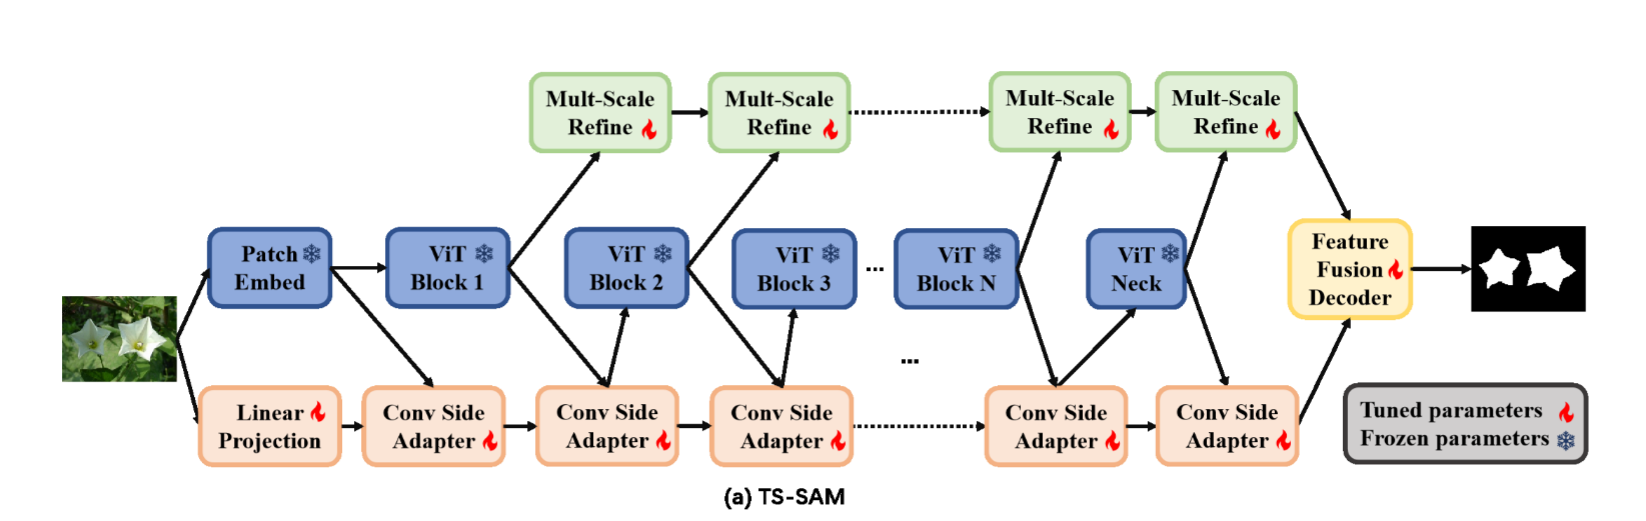 Mult-Scale
Refine
Mult-Scale
Refine
Mult-Scale
Refine
Mult-Scale
Refine
Patch
Embed
ViT
Block 1
ViT
Block 2
ViT
Block 3
...
ViT
Block N
ViT
Neck
Feature
Fusion
Decoder
...
Linear
Projection
Conv Side
Adapter
Conv Side
Adapter
Conv Side
Adapter
Conv Side
Adapter
Conv Side
Adapter
Tuned parameters
Frozen parameters
(a) TS-SAM